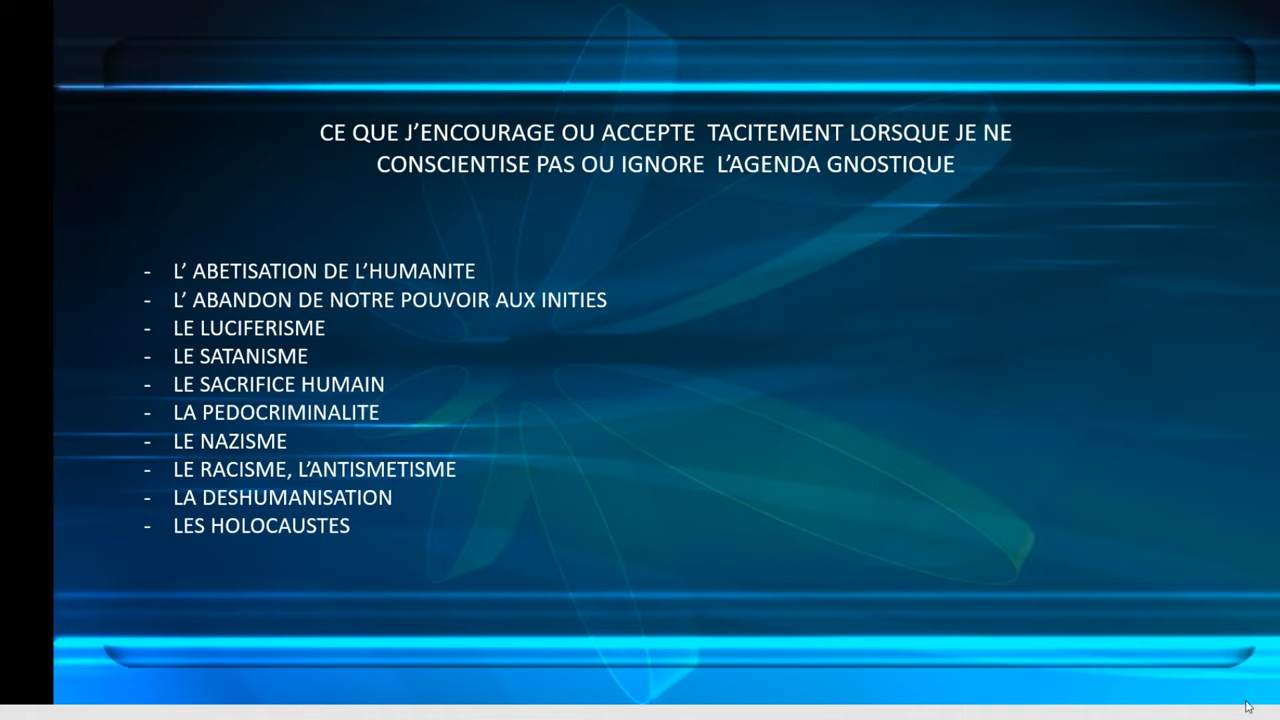 CE QUE J’ENCOURAGE OU ACCEPTE TACITEMENT LORSQUE JE NE
CONSCIENTISE PAS OU IGNORE L’AGENDA GNOSTIQUE
- L’ ABETISATION DE L’HUMANITE
- L’ ABANDON DE NOTRE POUVOIR AUX INITIES
- LE LUCIFERISME
- LE SATANISME
- LE SACRIFICE HUMAIN
- LA PEDOCRIMINALITE
- LE NAZISME
- LE RACISME, L’ANTISMETISME
- LA DESHUMANISATION
- LES HOLOCAUSTES